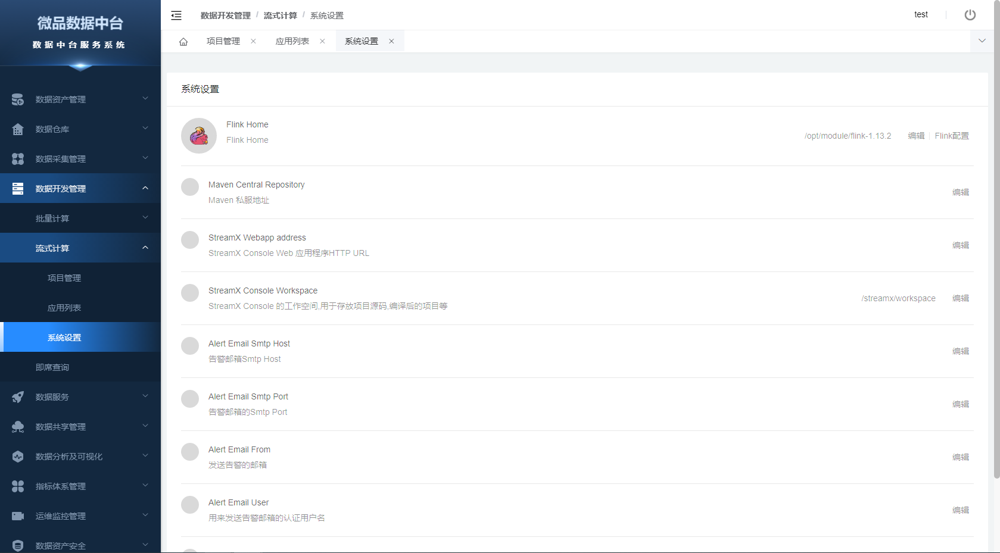 微品数据中台
数据中台服务系统
数据资产管理
数据仓库
数据采集管理
数据开发管理
批量计算
流式计算
项目管理
应用列表
系统设置
即席查询
数据服务
数据共享管理
数据分析及可视化
指标体系管理
运维监控管理
数据资产安全
数据开发管理 / 流式计算 / 系统设置
test
项目管理
应用列表
系统设置
系统设置
Flink Home
Flink Home
/opt/module/flink-1.13.2 编辑 Flink配置
Maven Central Repository
Maven 私服地址
编辑
StreamX Webapp address
StreamX Console Web 应用程序HTTP URL
编辑
StreamX Console Workspace
StreamX Console 的工作空间,用于存放项目源码,编译后的项目等
/streamx/workspace 编辑
Alert Email Smtp Host
告警邮箱Smtp Host
编辑
Alert Email Smtp Port
告警邮箱的Smtp Port
编辑
Alert Email From
发送告警的邮箱
编辑
Alert Email User
用来发送告警邮箱的认证用户名
编辑